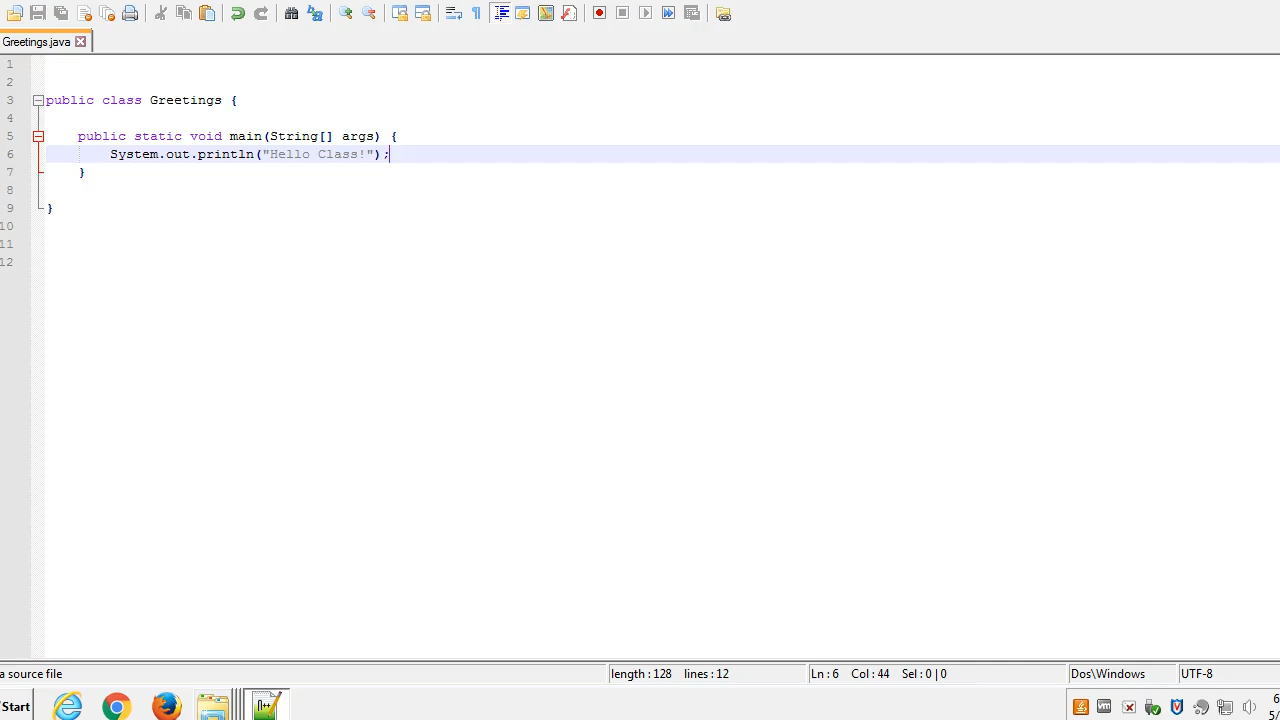 Greetings.java
1
2
3 public class Greetings {
4
5 public static void main(String[] args) {
6 System.out.println("Hello Class!");
7 }
8
9 }
10
11
12
a source file length : 128 lines : 12 Ln : 6 Col : 44 Sel : 0 | 0 Dos\Windows UTF-8
Start 6
5/